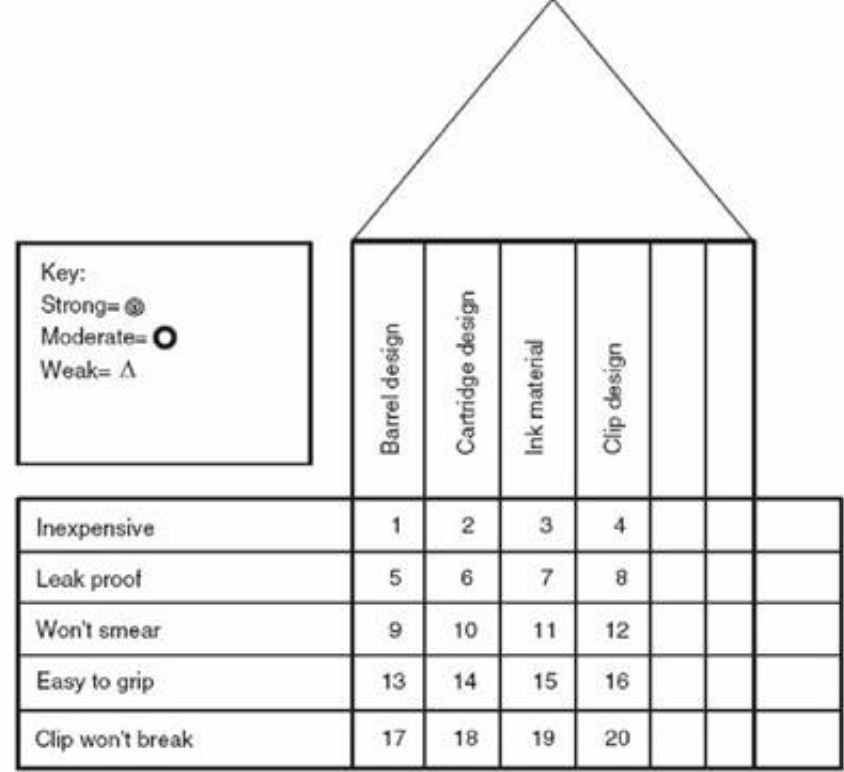 Key:
Strong= ◎
Moderate= O
Weak= Λ
Barrel design
Cartridge design
Ink material
Clip design
Inexpensive 1 2 3 4
Leak proof 5 6 7 8
Won't smear 9 10 11 12
Easy to grip 13 14 15 16
Clip won't break 17 18 19 20